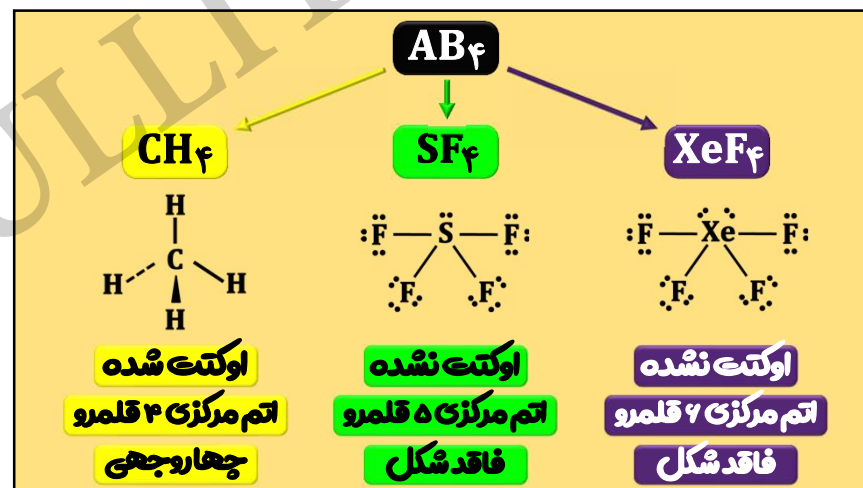 AB۴
CH۴ SF۴ XeF۴
H
C
H H
H
F S F
F F
F Xe F
F F
اوکتت شده اوکتت نشده اوکتت نشده
اتم مرکزی ۴ قلمرو اتم مرکزی ۵ قلمرو اتم مرکزی ۶ قلمرو
چهاروجهی فاقد شکل فاقد شکل